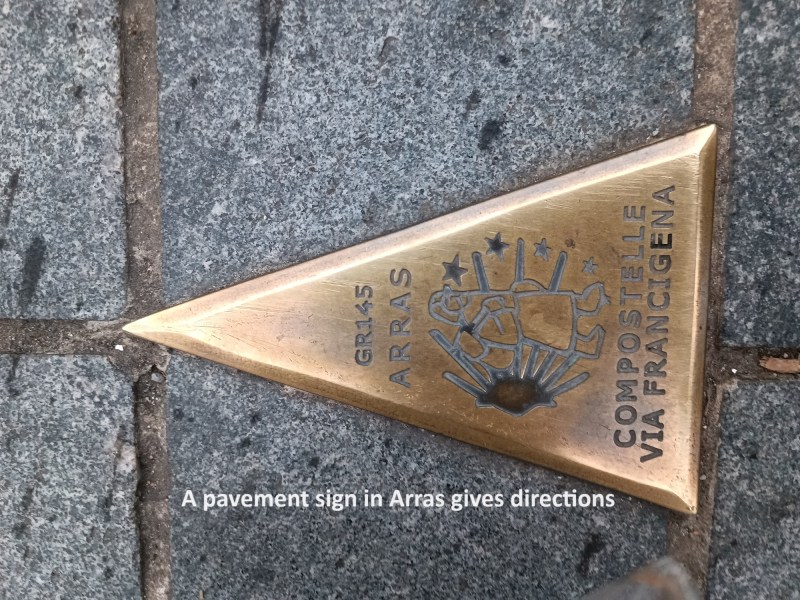 GR145
ARRAS
COMPOSTELLE
VIA FRANCIGENA
A pavement sign in Arras gives directions